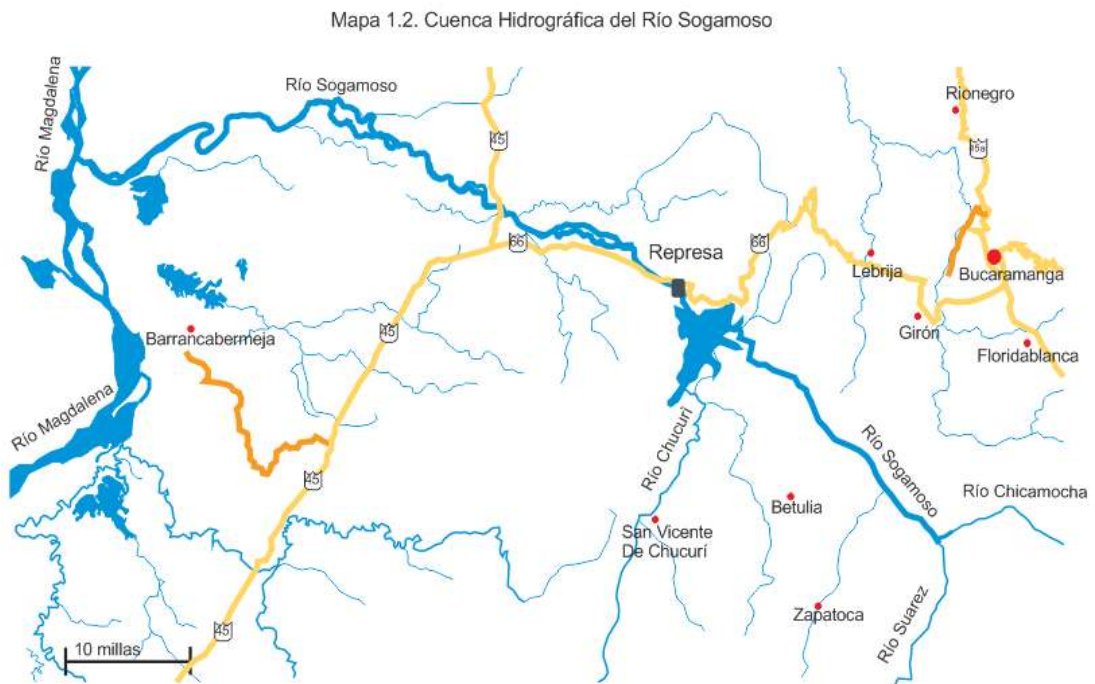 Mapa 1.2. Cuenca Hidrográfica del Río Sogamoso
Río Magdalena
Río Sogamoso
Rionegro
45
45a
66
66
Represa
Lebrija
Bucaramanga
Barrancabermeja
45
Girón
Floridablanca
Río Magdalena
Río Chucurì
Río Sogamoso
45
Río Chicamocha
Betulia
San Vicente
De Chucurí
Zapatoca
Río Suarez
45
10 millas